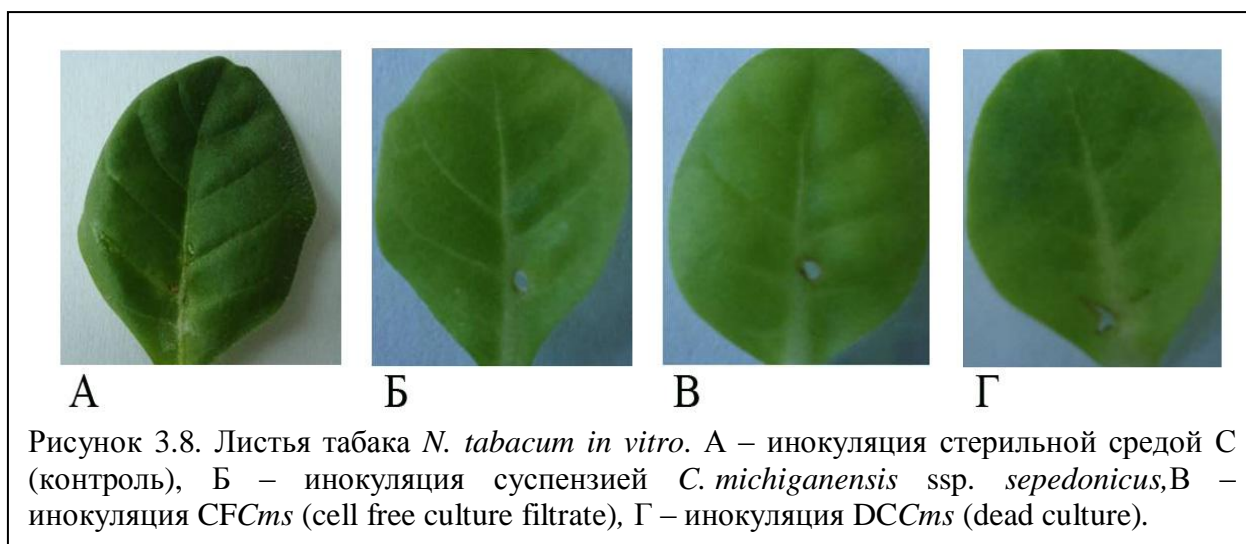 А
Б
В
Г
Рисунок 3.8. Листья табака N. tabacum in vitro. А – инокуляция стерильной средой С
(контроль), Б – инокуляция суспензией C. michiganensis ssp. sepedonicus,В –
инокуляция CFCms (cell free culture filtrate), Г – инокуляция DCCms (dead culture).